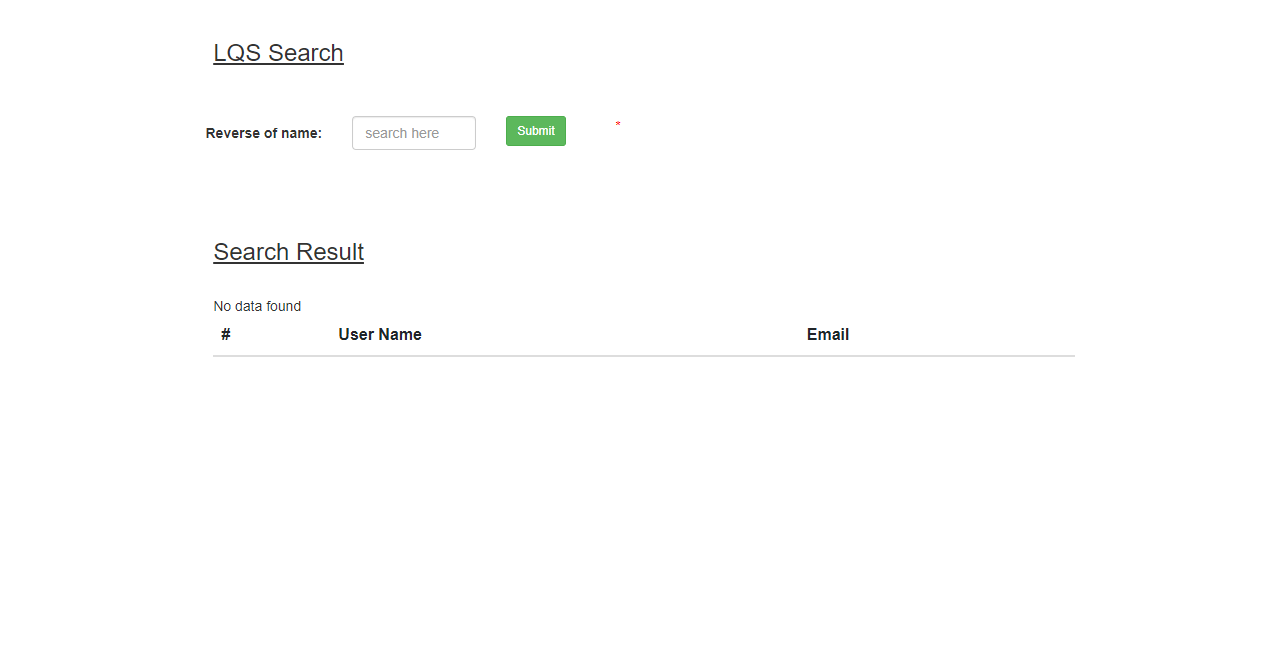 LQS Search
Reverse of name: search here Submit *
Search Result
No data found
# User Name Email